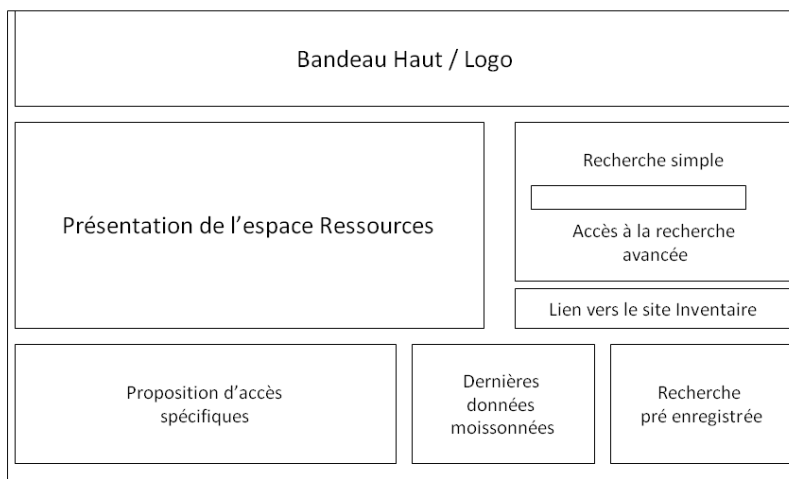 Bandeau Haut / Logo
Présentation de l'espace Ressources
Recherche simple
Accès à la recherche
avancée
Lien vers le site Inventaire
Proposition d'accès
spécifiques
Dernières
données
moissonnées
Recherche
pré enregistrée